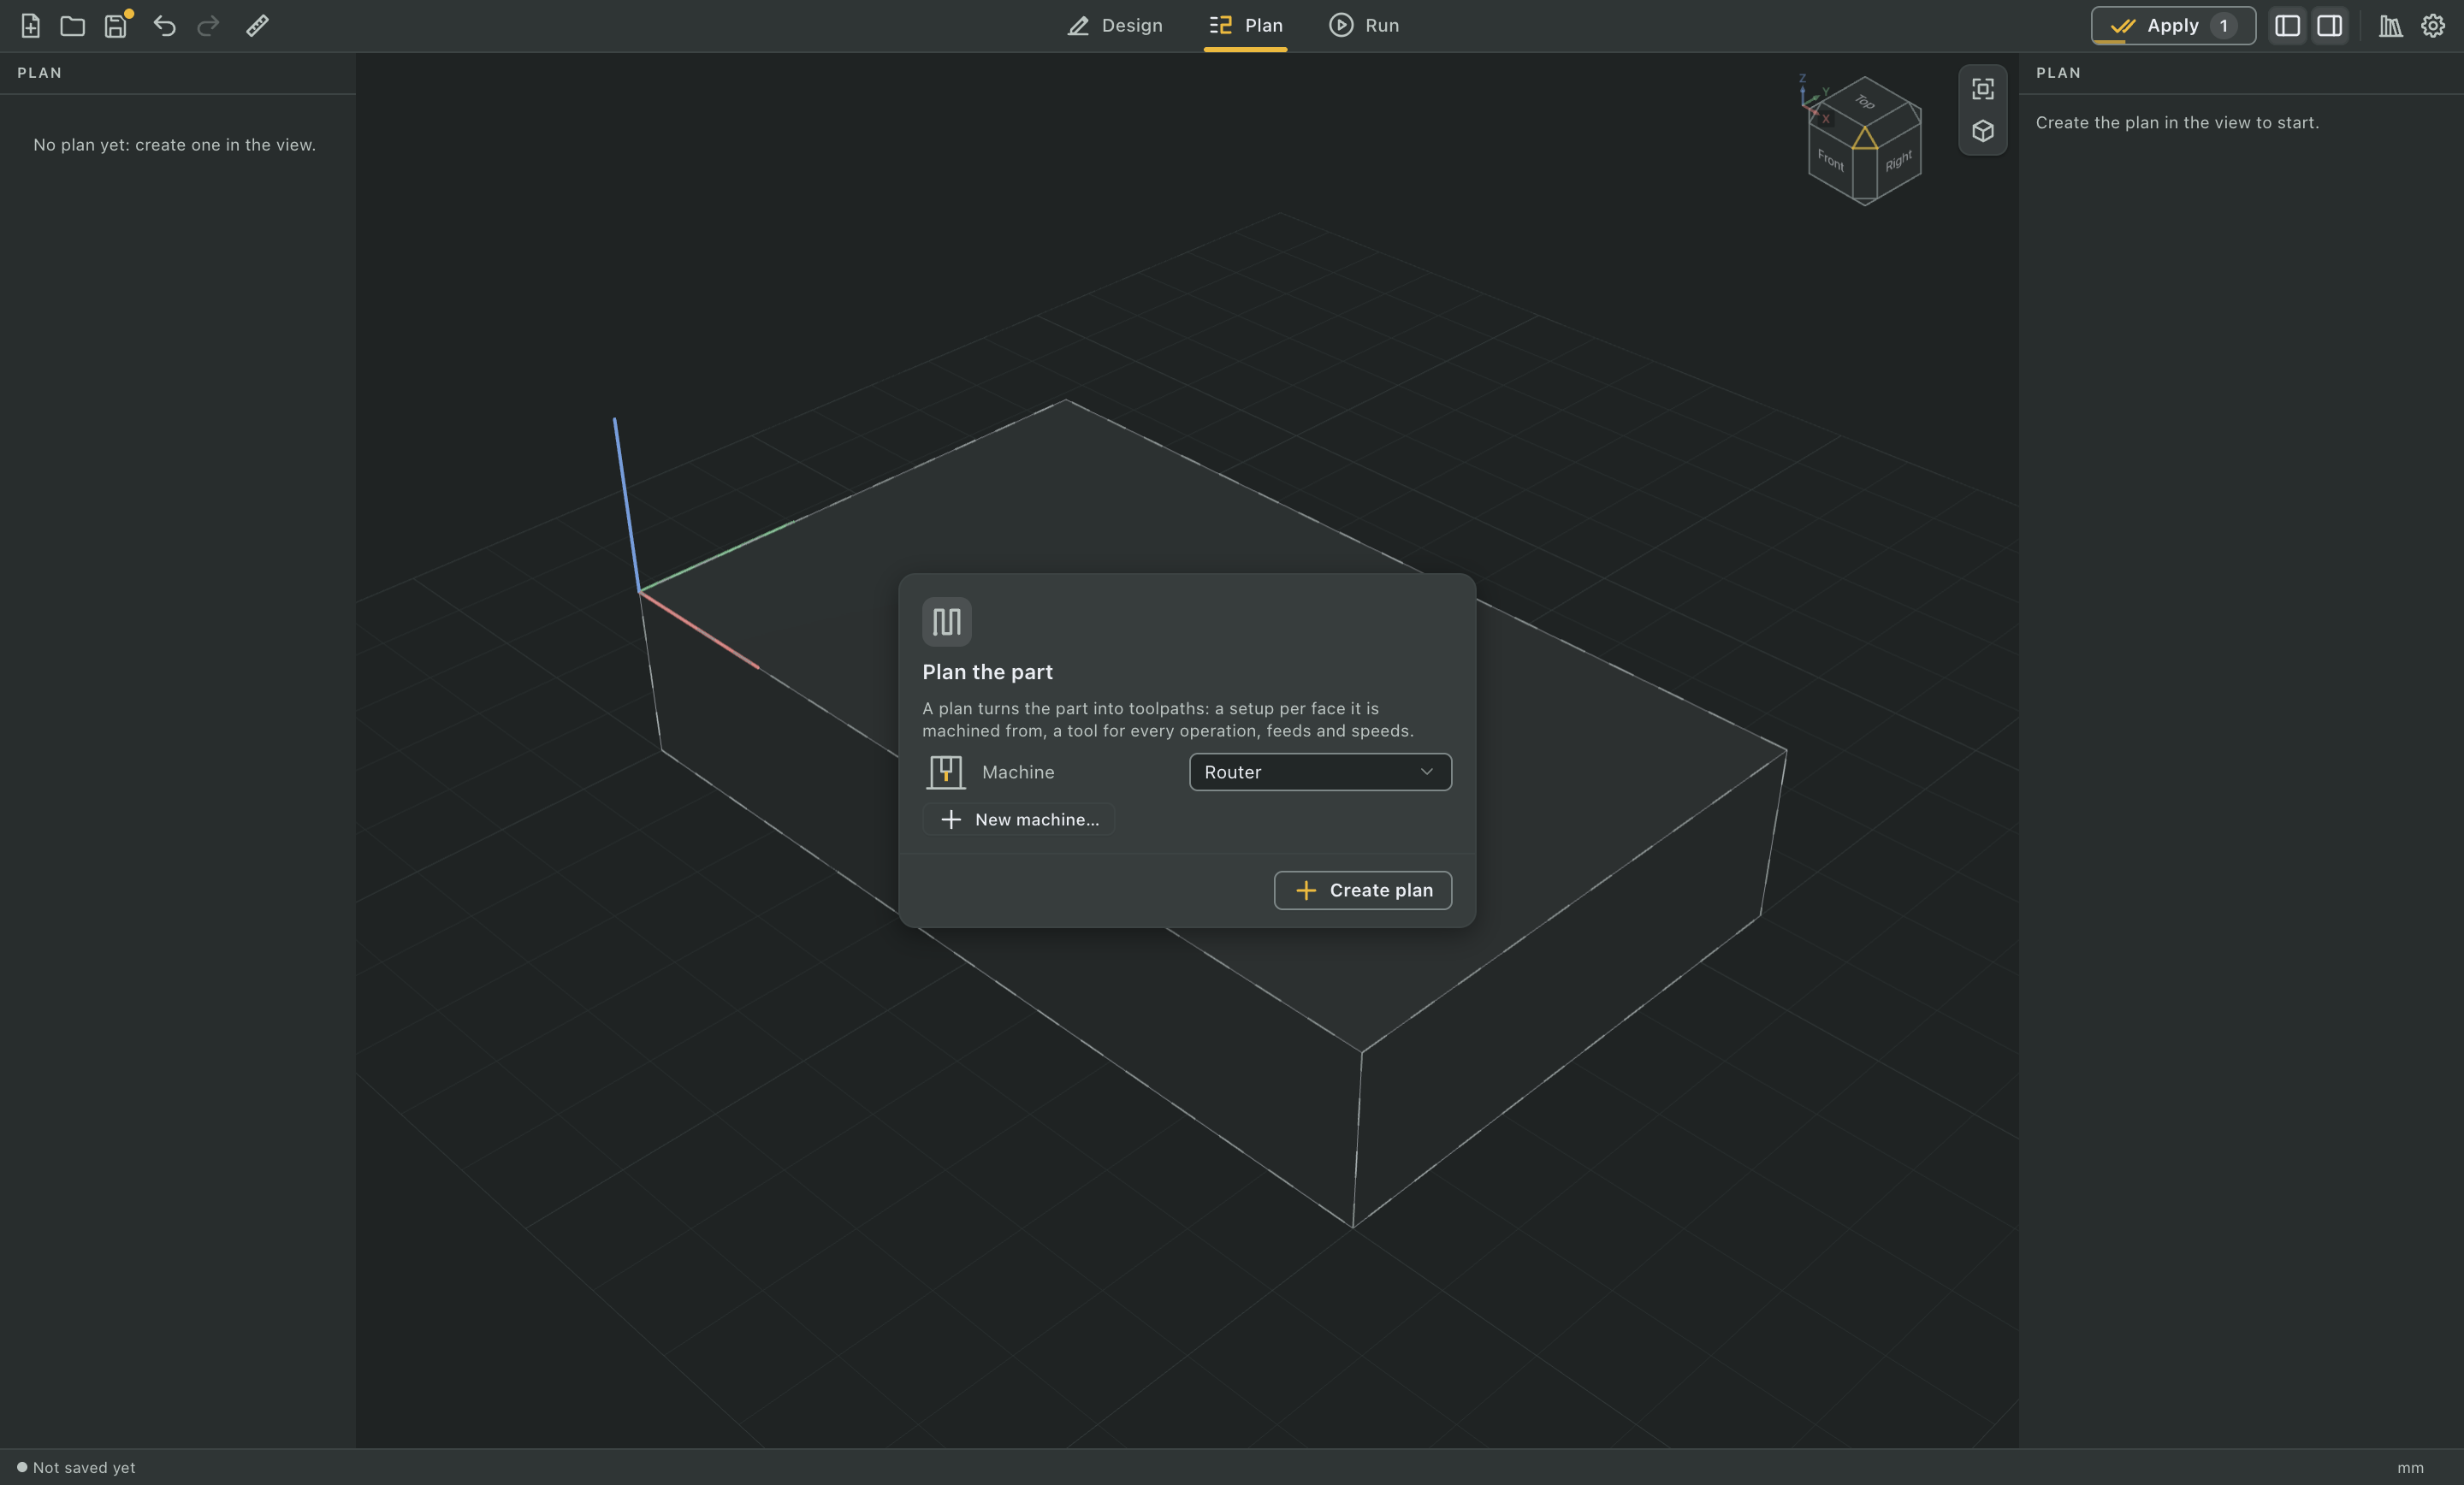 Design
Plan
Run
Apply 1
PLAN
No plan yet: create one in the view.
Z
Y
X
Top
Front
Right
PLAN
Create the plan in the view to start.
Plan the part
A plan turns the part into toolpaths: a setup per face it is
machined from, a tool for every operation, feeds and speeds.
Machine
Router
New machine...
Create plan
Not saved yet
mm